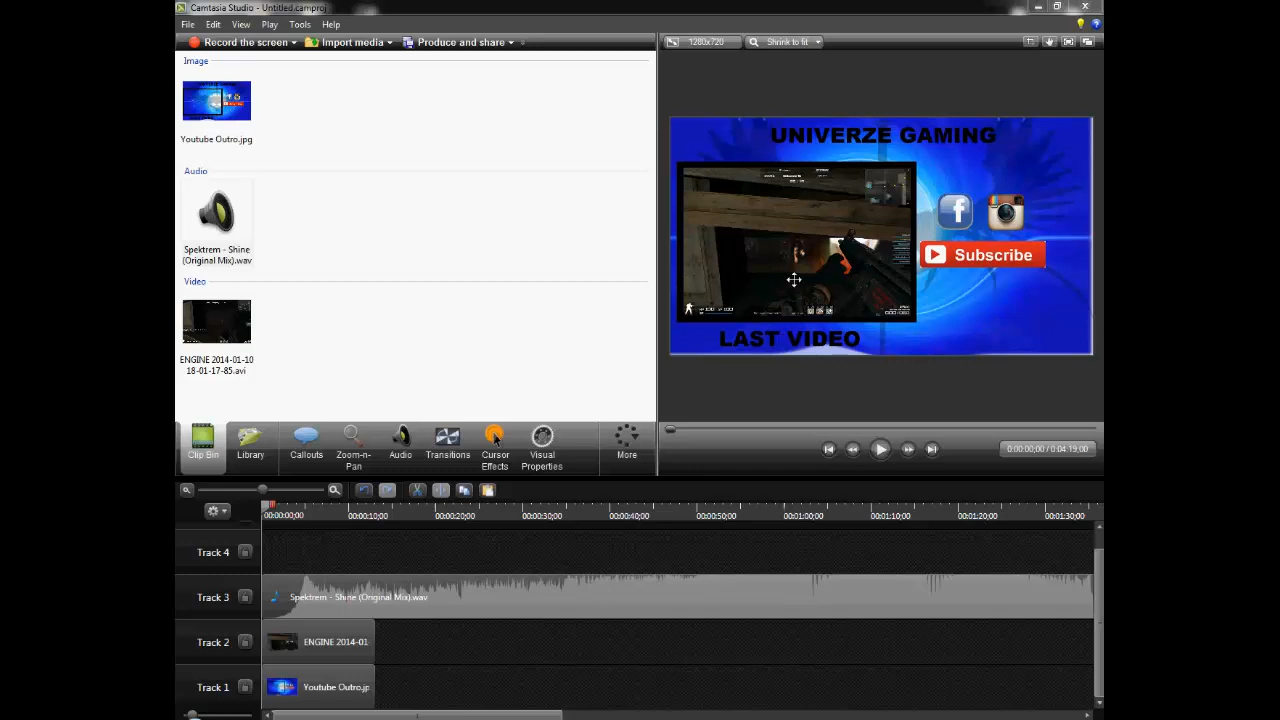 Camtasia Studio - Untitled.camproj
File Edit View Play Tools Help
Record the screen Import media Produce and share
1280x720 Shrink to fit
Image
Youtube Outro.jpg
Audio
Spektrem - Shine
(Original Mix).wav
Video
ENGINE 2014-01-10
18-01-17-85.avi
UNIVERZE GAMING
f
Subscribe
LAST VIDEO
Clip Bin
Library
Callouts
Zoom-n-
Pan
Audio
Transitions
Cursor
Effects
Visual
Properties
More
0:00:00;00 / 0:04:19;00
00:00:00;00 00:00:10;00 00:00:20;00 00:00:30;00 00:00:40;00 00:00:50;00 00:01:00;00 00:01:10;00 00:01:20;00 00:01:30;00
Track 4
Track 3
Spektrem - Shine (Original Mix).wav
Track 2
ENGINE 2014-01
Track 1
Youtube Outro.jp